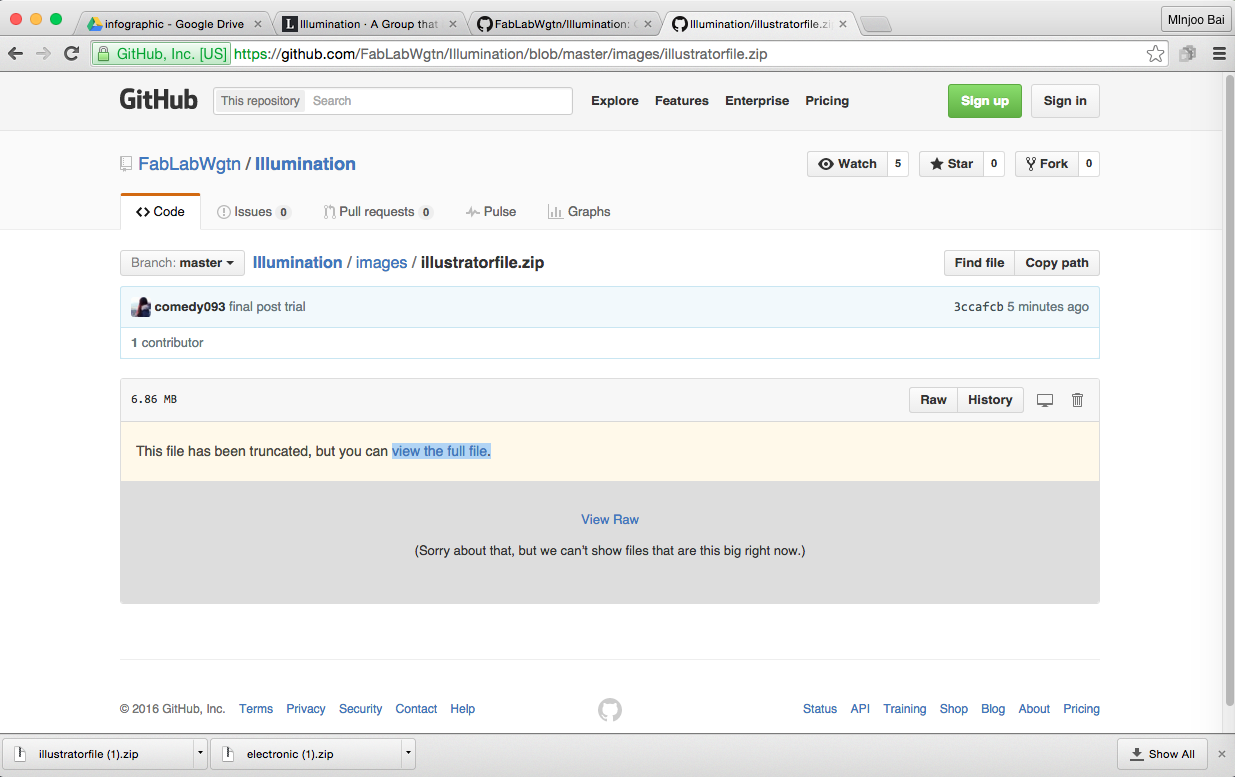 infographic - Google Drive
Illumination · A Group that
FabLabWgtn/Illumination:
Illumination/illustratorfile.zi
MInjoo Bai
GitHub, Inc. [US] https://github.com/FabLabWgtn/Illumination/blob/master/images/illustratorfile.zip
GitHub This repository Search Explore Features Enterprise Pricing Sign up Sign in
FabLabWgtn / Illumination Watch 5 Star 0 Fork 0
Code Issues 0 Pull requests 0 Pulse Graphs
Branch: master Illumination / images / illustratorfile.zip Find file Copy path
comedy093 final post trial 3ccafcb 5 minutes ago
1 contributor
6.86 MB Raw History
This file has been truncated, but you can view the full file.
View Raw
(Sorry about that, but we can't show files that are this big right now.)
© 2016 GitHub, Inc. Terms Privacy Security Contact Help Status API Training Shop Blog About Pricing
illustratorfile (1).zip electronic (1).zip Show All